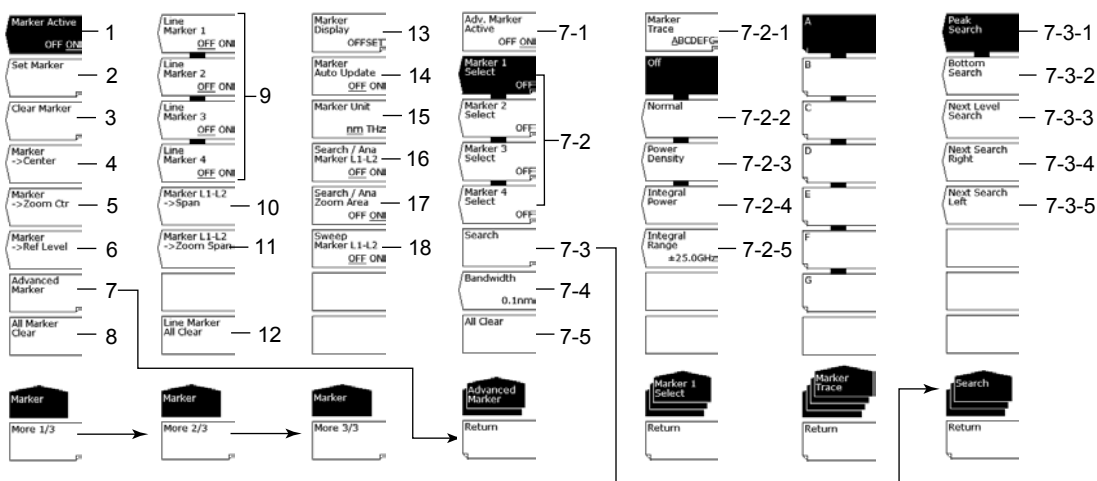 Marker Active
OFF ON
1
Set Marker
2
Clear Marker
3
Marker
->Center
4
Marker
->Zoom Ctr
5
Marker
->Ref Level
6
Advanced
Marker
7
All Marker
Clear
8
Marker
More 1/3
Line
Marker 1
OFF ON
Line
Marker 2
OFF ON
Line
Marker 3
OFF ON
Line
Marker 4
OFF ON
9
Marker L1-L2
->Span
10
Marker L1-L2
->Zoom Span
11
Line Marker
All Clear
12
Marker
More 2/3
Marker
Display
OFFSET
13
Marker
Auto Update
OFF ON
14
Marker Unit
nm THz
15
Search / Ana
Marker L1-L2
OFF ON
16
Search / Ana
Zoom Area
OFF ON
17
Sweep
Marker L1-L2
OFF ON
18
Marker
More 3/3
Adv. Marker
Active
OFF ON
7-1
Marker 1
Select
OFF
Marker 2
Select
OFF
Marker 3
Select
OFF
Marker 4
Select
OFF
7-2
Search
7-3
Bandwidth
0.1nm
7-4
All Clear
7-5
Advanced
Marker
Return
Marker
Trace
ABCDEFG
7-2-1
Off
Normal
7-2-2
Power
Density
7-2-3
Integral
Power
7-2-4
Integral
Range
±25.0GHz
7-2-5
Marker 1
Select
Return
A
B
C
D
E
F
G
Marker
Trace
Return
Peak
Search
7-3-1
Bottom
Search
7-3-2
Next Level
Search
7-3-3
Next Search
Right
7-3-4
Next Search
Left
7-3-5
Search
Return